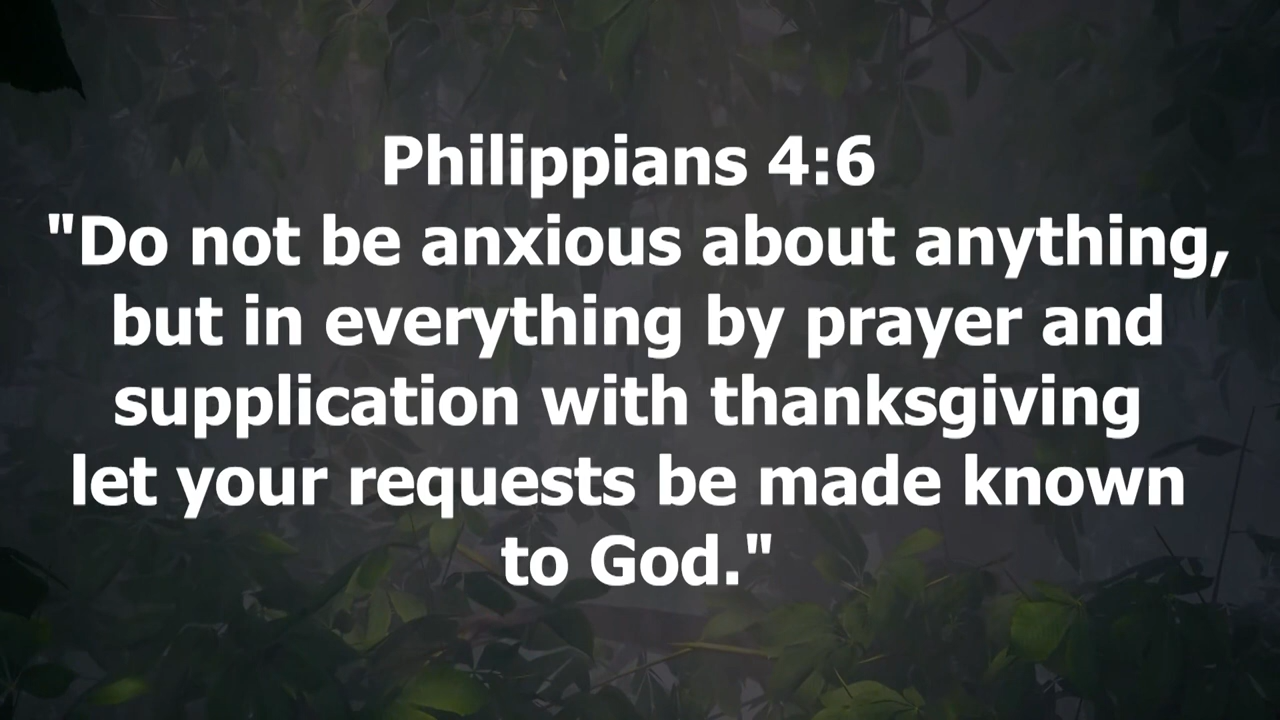 Philippians 4:6
"Do not be anxious about anything,
but in everything by prayer and
supplication with thanksgiving
let your requests be made known
to God."